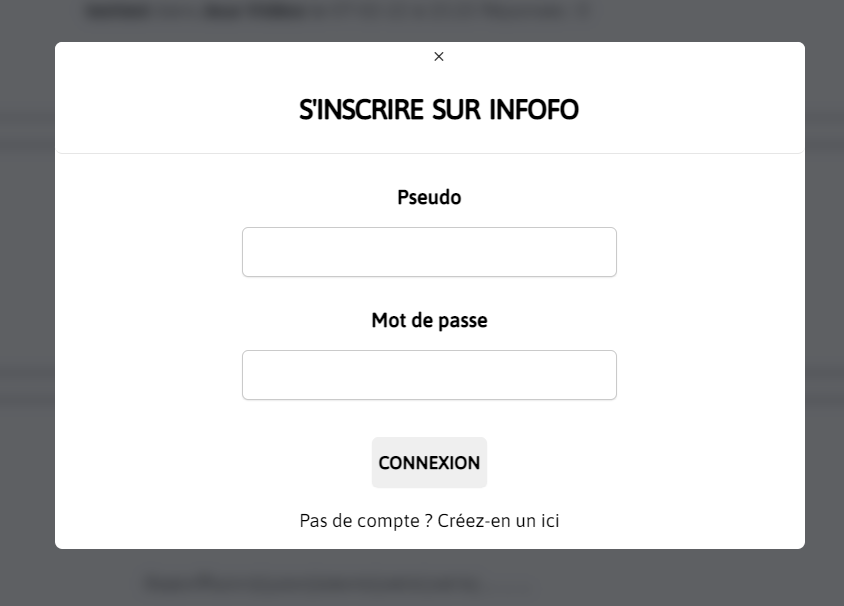 ×
S'INSCRIRE SUR INFOFO
Pseudo
Mot de passe
CONNEXION
Pas de compte ? Créez-en un ici